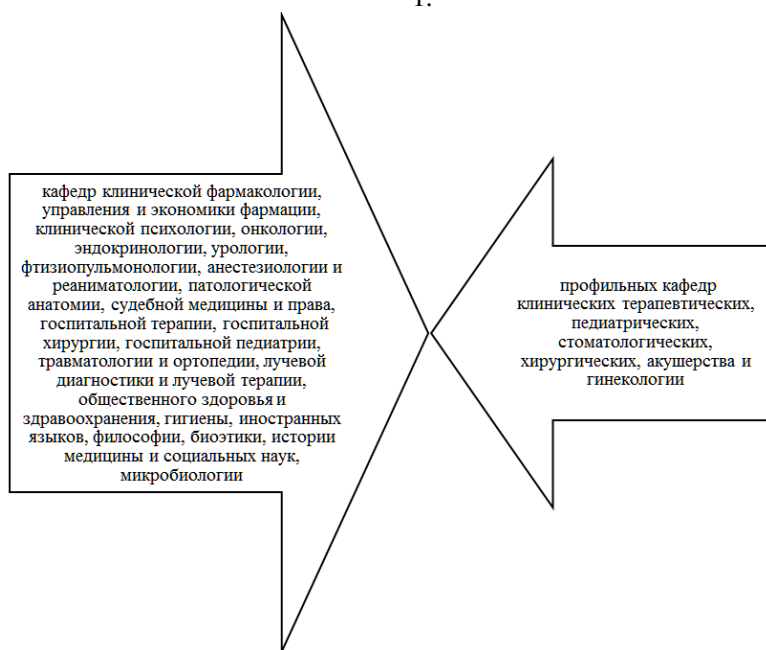 1.
кафедр клинической фармакологии,
управления и экономики фармации,
клинической психологии, онкологии,
эндокринологии, урологии,
фтизиопульмонологии, анестезиологии и
реаниматологии, патологической
анатомии, судебной медицины и права,
госпитальной терапии, госпитальной
хирургии, госпитальной педиатрии,
травматологии и ортопедии, лучевой
диагностики и лучевой терапии,
общественного здоровья и
здравоохранения, гигиены, иностранных
языков, философии, биоэтики, истории
медицины и социальных наук,
микробиологии
профильных кафедр
клинических терапевтических,
педиатрических,
стоматологических,
хирургических, акушерства и
гинекологии